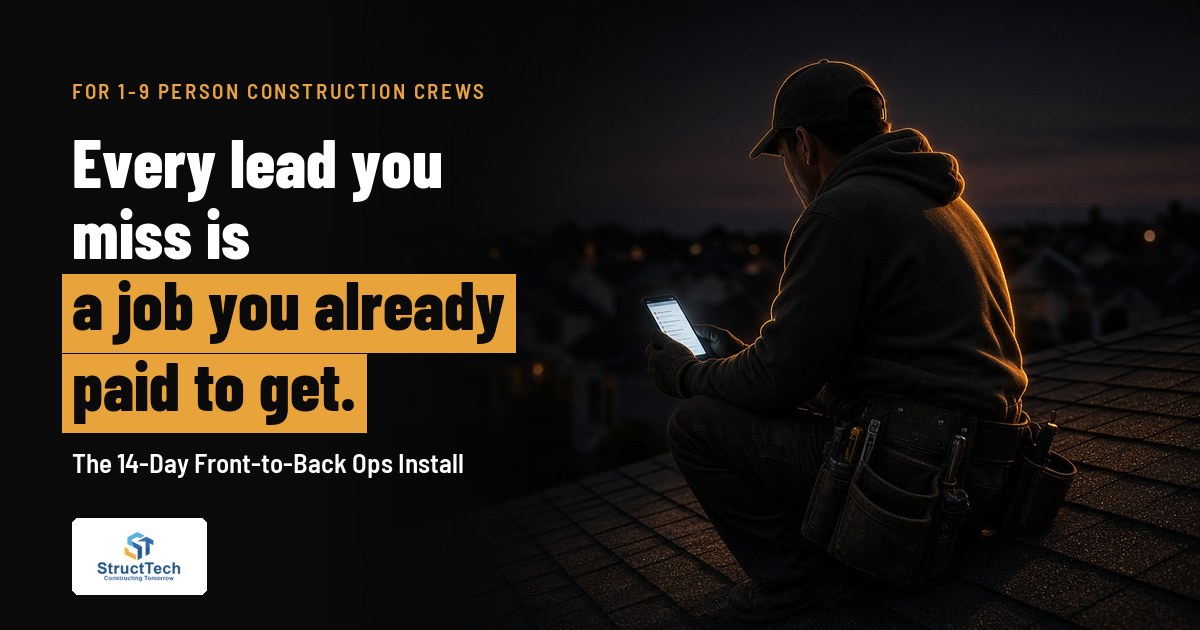 FOR 1-9 PERSON CONSTRUCTION CREWS
Every lead you
miss is
a job you already
paid to get.
The 14-Day Front-to-Back Ops Install
StructTech
Constructing Tomorrow